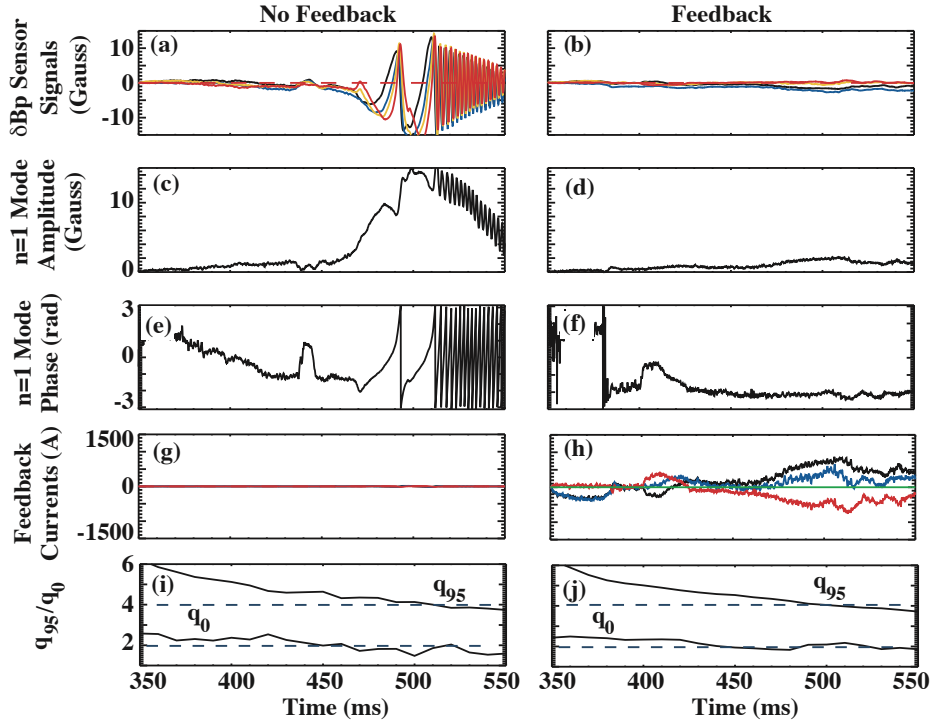 No Feedback
Feedback
δBp Sensor
Signals
(Gauss)
10
0
-10
(a)
(b)
n=1 Mode
Amplitude
(Gauss)
10
0
(c)
(d)
n=1 Mode
Phase (rad)
3
0
-3
(e)
(f)
Feedback
Currents (A)
1500
0
-1500
(g)
(h)
q95/q0
6
4
2
(i)
q95
q0
(j)
q95
q0
350 400 450 500 550
350 400 450 500 550
Time (ms)
Time (ms)